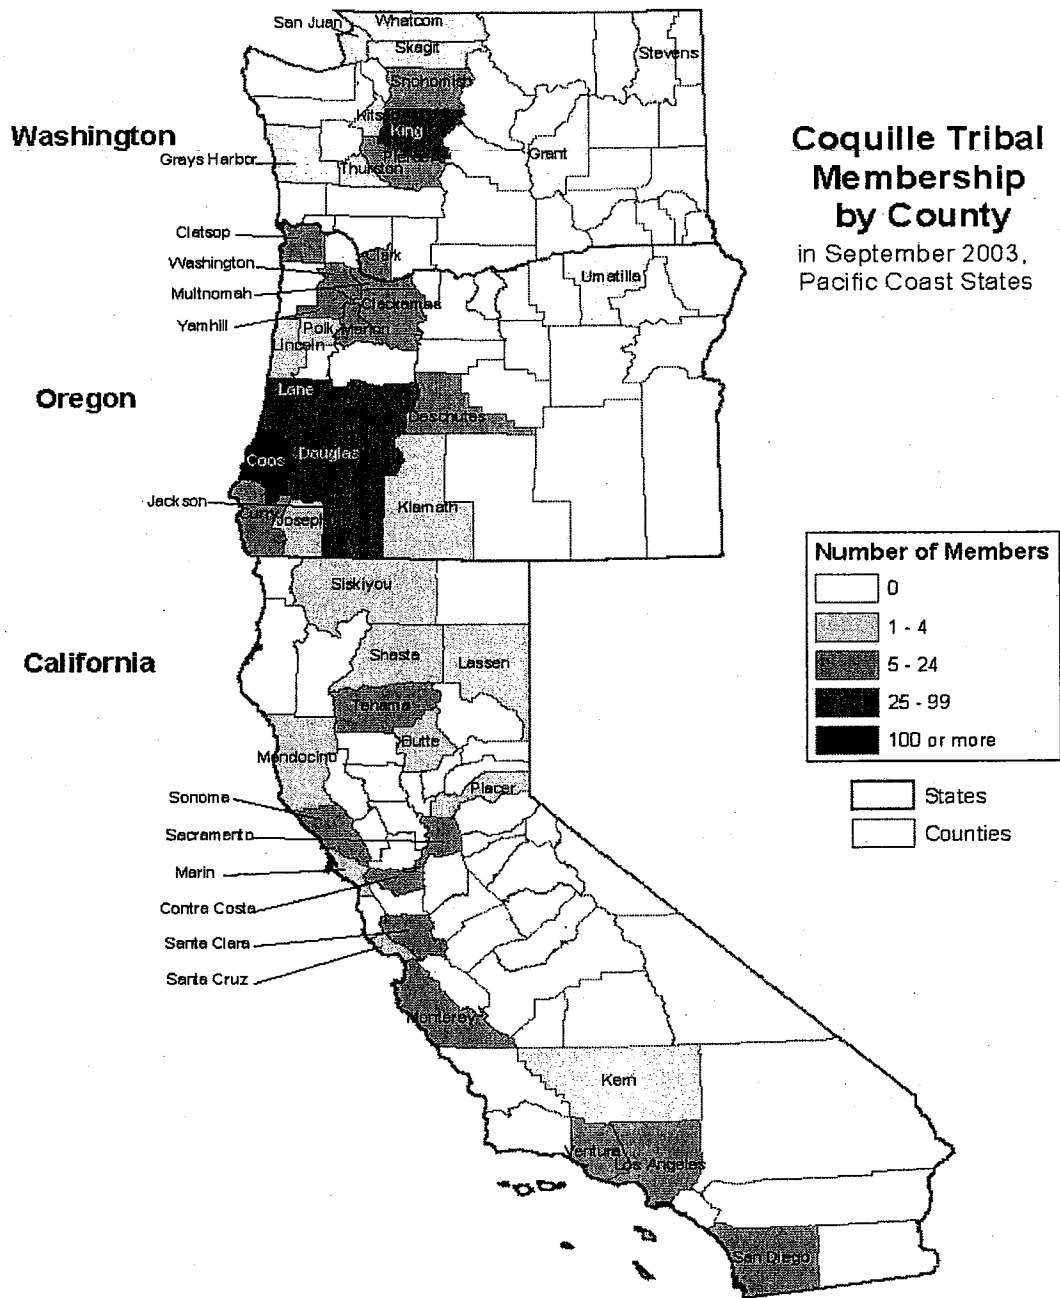 San Juan
Whatcom
Skagit
Stevens
Snohomish
Kits
King
Washington
Grays Harbor
Pierce
Thurston
Grant
Coquille Tribal
Membership
by County
in September 2003,
Pacific Coast States
Clatsop
Clark
Washington
Umatilla
Multnomah
Clackamas
Yamhill
Polk
Marion
Lincoln
Oregon
Lane
Deschutes
Coos
Douglas
Jackson
Curry
Joseph
Klamath
Number of Members
0
1 - 4
5 - 24
25 - 99
100 or more
States
Counties
Siskiyou
California
Shasta
Lassen
Tehama
Butte
Mendocino
Placer
Sonoma
Sacramento
Marin
Contra Costa
Santa Clara
Santa Cruz
Monterey
Kern
Ventura
Los Angeles
San Diego